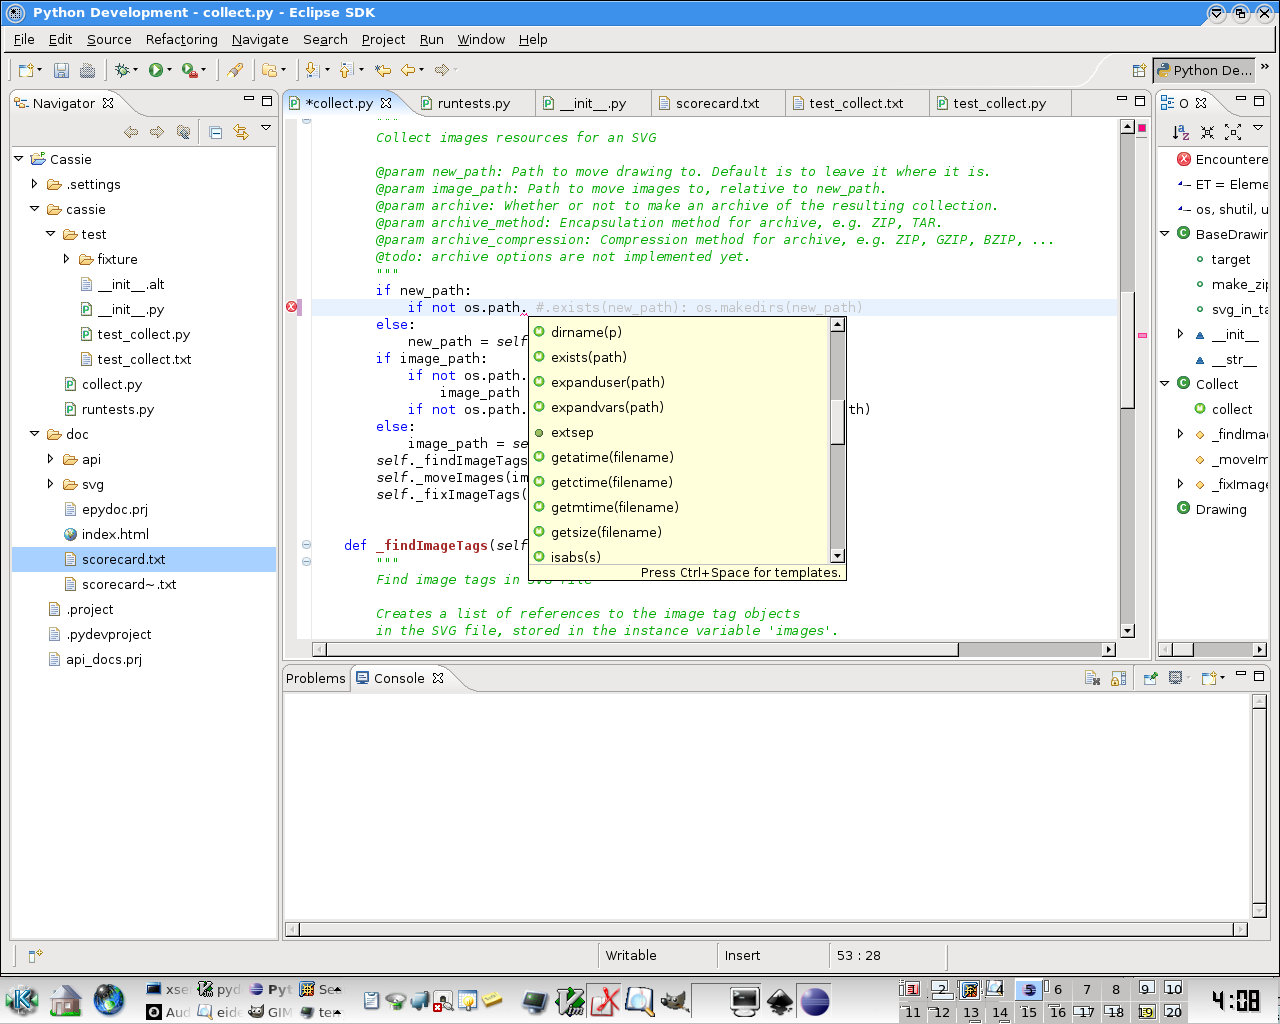 Python Development - collect.py - Eclipse SDK
File Edit Source Refactoring Navigate Search Project Run Window Help
Python De...
Navigator
*collect.py
runtests.py
__init__.py
scorecard.txt
test_collect.txt
test_collect.py
O
Cassie
.settings
cassie
test
fixture
__init__.alt
__init__.py
test_collect.py
test_collect.txt
collect.py
runtests.py
doc
api
svg
epydoc.prj
index.html
scorecard.txt
scorecard~.txt
.project
.pydevproject
api_docs.prj
"""
Collect images resources for an SVG
@param new_path: Path to move drawing to. Default is to leave it where it is.
@param image_path: Path to move images to, relative to new_path.
@param archive: Whether or not to make an archive of the resulting collection.
@param archive_method: Encapsulation method for archive, e.g. ZIP, TAR.
@param archive_compression: Compression method for archive, e.g. ZIP, GZIP, BZIP, ...
@todo: archive options are not implemented yet.
"""
if new_path:
if not os.path. #.exists(new_path): os.makedirs(new_path)
else:
new_path = self
if image_path:
if not os.path.
image_path
if not os.path. th)
else:
image_path = se
self._findImageTags
self._moveImages(im
self._fixImageTags(
def _findImageTags(self
"""
Find image tags in SVG file
Creates a list of references to the image tag objects
in the SVG file, stored in the instance variable 'images'.
dirname(p)
exists(path)
expanduser(path)
expandvars(path)
extsep
getatime(filename)
getctime(filename)
getmtime(filename)
getsize(filename)
isabs(s)
Press Ctrl+Space for templates.
Encountere
ET = Eleme
os, shutil, u
BaseDrawin
target
make_zip
svg_in_ta
__init__
__str__
Collect
collect
_findImag
_moveIm
_fixImage
Drawing
Problems
Console
Writable
Insert
53 : 28
xse
pyd
Pyt
Se
Aud
eide
GIM
ter
1 2 3 4 5 6 7 8 9 10
11 12 13 14 15 16 17 18 19 20
4:08